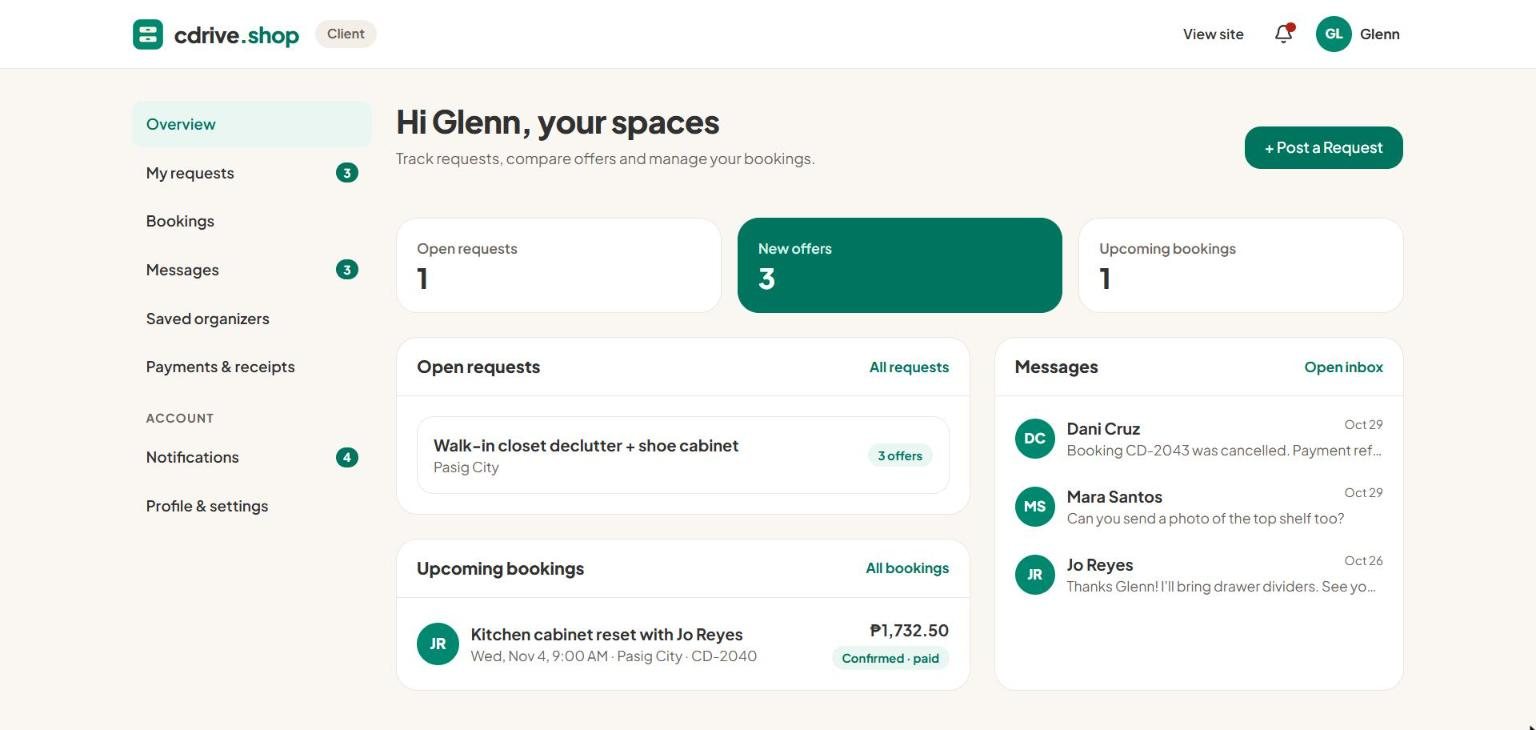 cdrive.shop
Client
View site
GL
Glenn
Overview
My requests 3
Bookings
Messages 3
Saved organizers
Payments & receipts
ACCOUNT
Notifications 4
Profile & settings
Hi Glenn, your spaces
Track requests, compare offers and manage your bookings.
+ Post a Request
Open requests
1
New offers
3
Upcoming bookings
1
Open requests
All requests
Walk-in closet declutter + shoe cabinet
Pasig City
3 offers
Upcoming bookings
All bookings
JR
Kitchen cabinet reset with Jo Reyes
Wed, Nov 4, 9:00 AM · Pasig City · CD-2040
₱1,732.50
Confirmed · paid
Messages
Open inbox
DC
Dani Cruz
Oct 29
Booking CD-2043 was cancelled. Payment ref…
MS
Mara Santos
Oct 29
Can you send a photo of the top shelf too?
JR
Jo Reyes
Oct 26
Thanks Glenn! I'll bring drawer dividers. See yo…